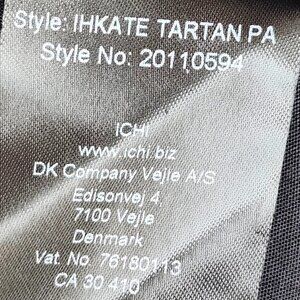 Style: IHKATE TARTAN PA
Style No: 20110594
ICHI
www.ichi.biz
DK Company Vejle A/S
Edisonvej 4
7100 Vejle
Denmark
Vat. No. 76180113
CA 30 410